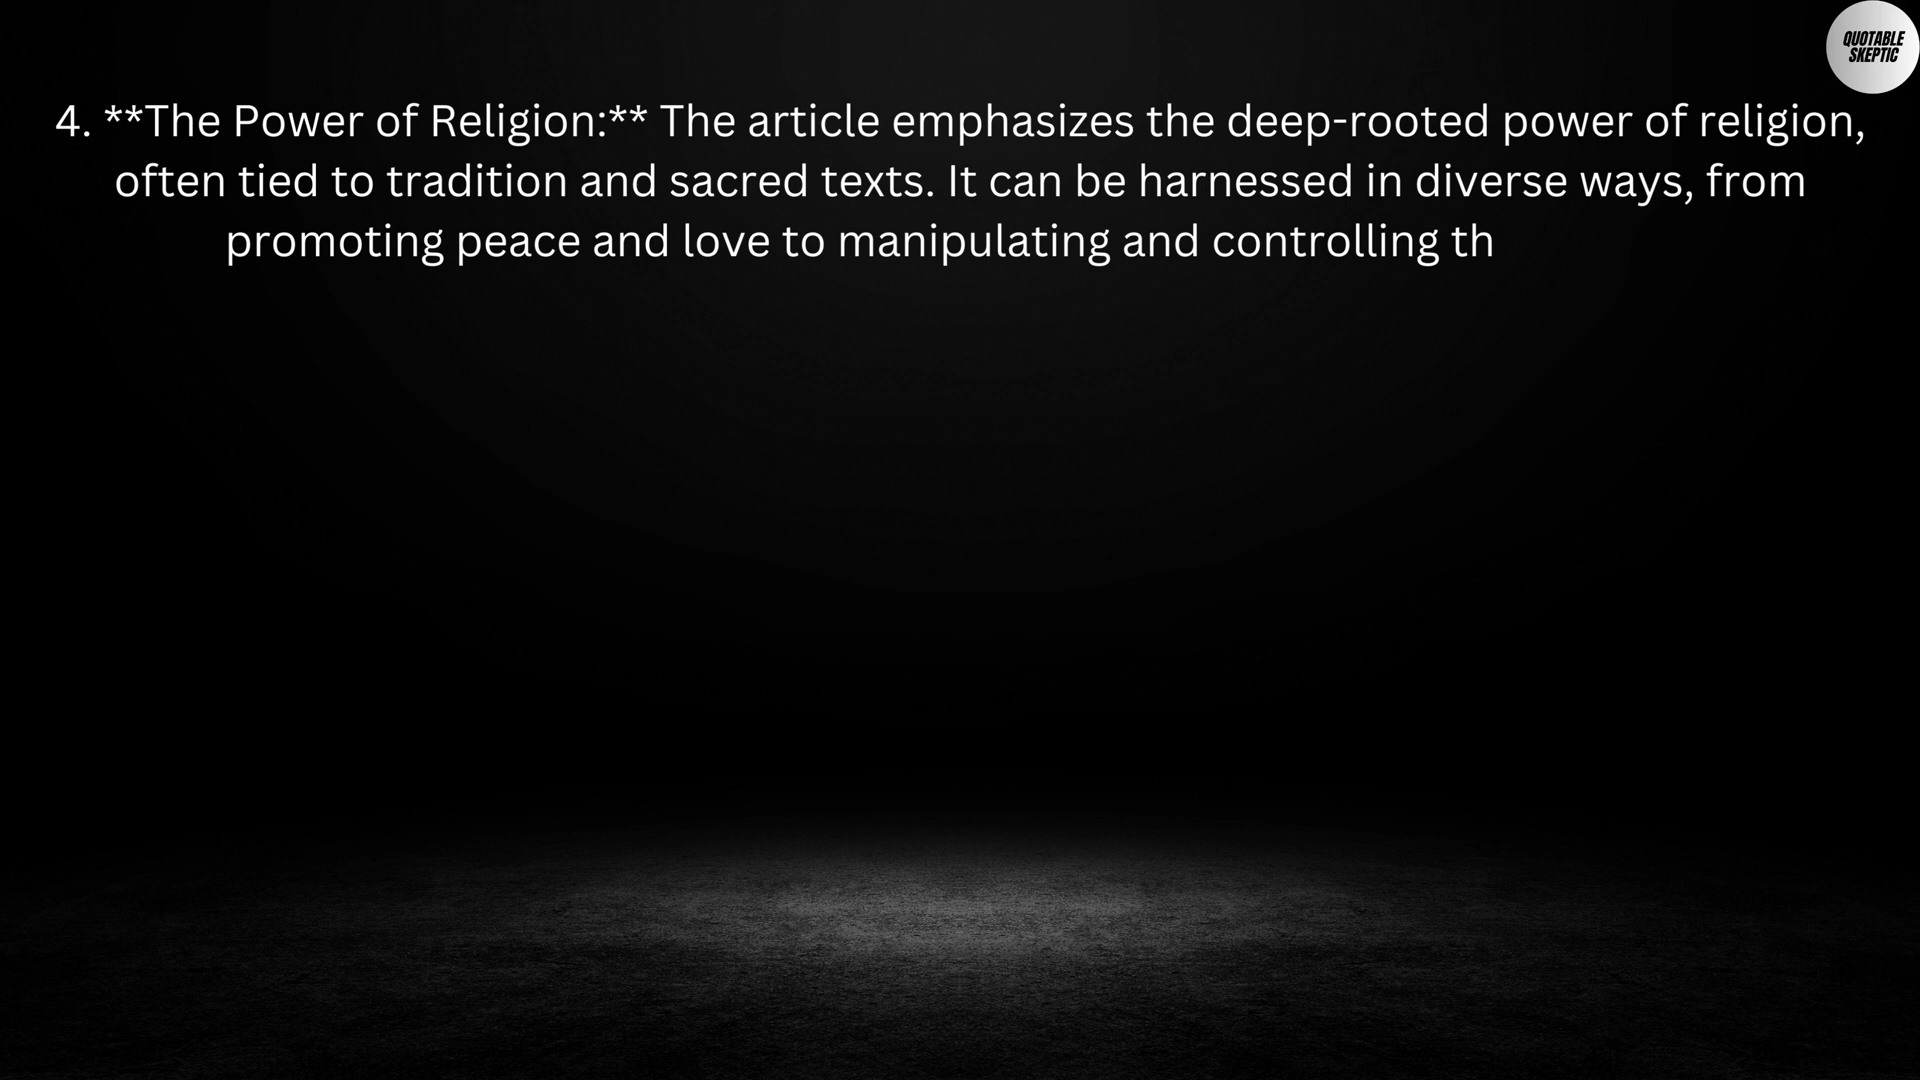 QUOTABLE
SKEPTIC
4. **The Power of Religion:** The article emphasizes the deep-rooted power of religion,
often tied to tradition and sacred texts. It can be harnessed in diverse ways, from
promoting peace and love to manipulating and controlling th